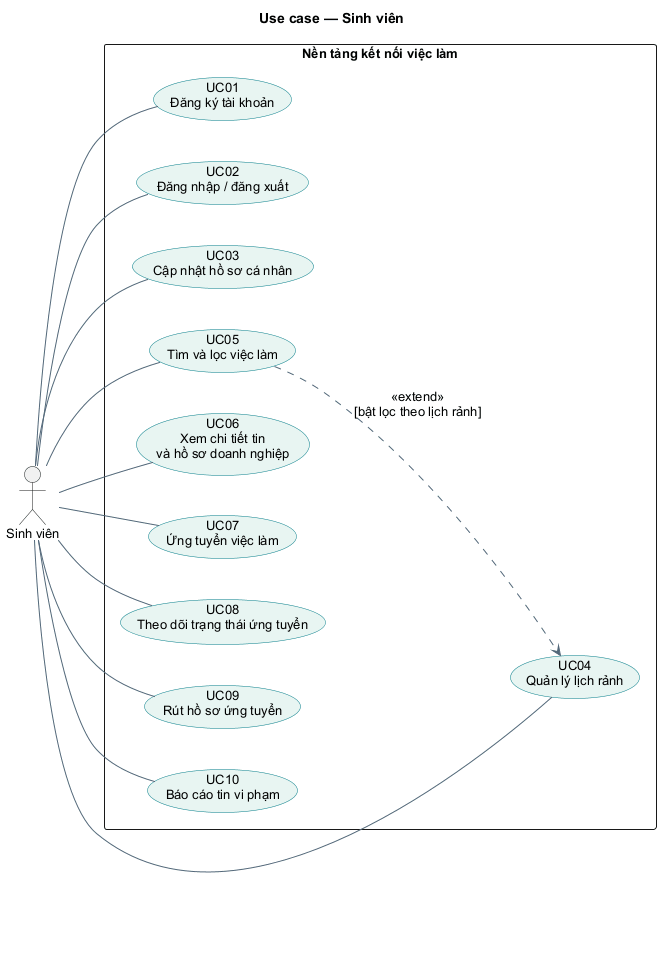 Use case — Sinh viên
Nền tảng kết nối việc làm
UC01
Đăng ký tài khoản
UC02
Đăng nhập / đăng xuất
UC03
Cập nhật hồ sơ cá nhân
UC05
Tìm và lọc việc làm
«extend»
[bật lọc theo lịch rảnh]
UC06
Xem chi tiết tin
và hồ sơ doanh nghiệp
Sinh viên
UC07
Ứng tuyển việc làm
UC08
Theo dõi trạng thái ứng tuyển
UC04
Quản lý lịch rảnh
UC09
Rút hồ sơ ứng tuyển
UC10
Báo cáo tin vi phạm